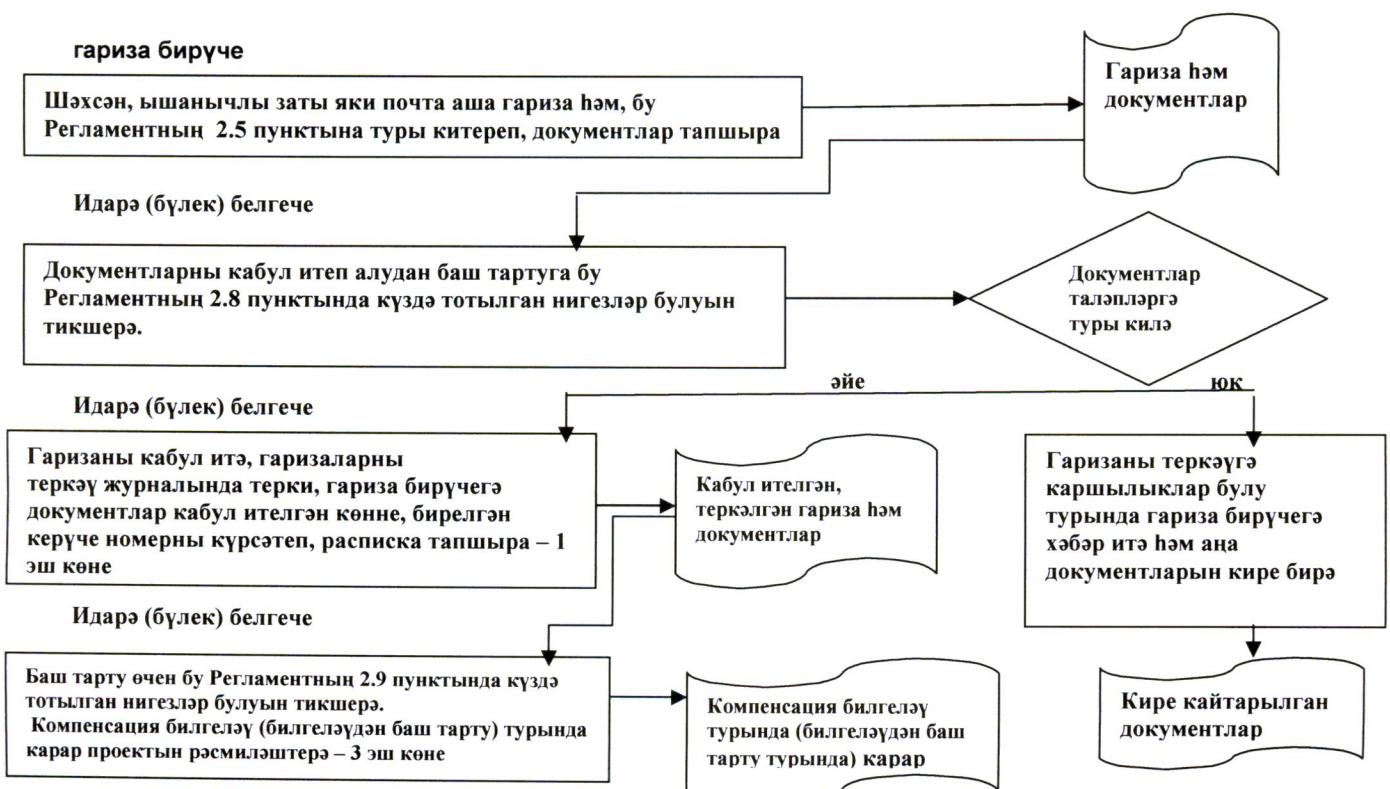 гариза бирүче
Шәхсән, ышанычлы заты яки почта аша гариза һәм, бу
Регламентның 2.5 пунктына туры китереп, документлар тапшыра
Гариза һәм
документлар
Идарә (бүлек) белгече
Документларны кабул итеп алудан баш тартуга бу
Регламентның 2.8 пунктында күздә тотылган нигезләр булуын
тикшерә.
Документлар
таләпләргә
туры килә
әйе
юк
Идарә (бүлек) белгече
Гаризаны кабул итә, гаризаларны
теркәү журналында терки, гариза бирүчегә
документлар кабул ителгән көнне, бирелгән
керүче номерны күрсәтеп, расписка тапшыра – 1
эш көне
Кабул ителгән,
теркәлгән гариза һәм
документлар
Гаризаны теркәүгә
каршылыклар булу
турында гариза бирүчегә
хәбәр итә һәм аңа
документларын кире бирә
Идарә (бүлек) белгече
Баш тарту өчен бу Регламентның 2.9 пунктында күздә
тотылган нигезләр булуын тикшерә.
Компенсация билгеләү (билгеләүдән баш тарту) турында
карар проектын рәсмиләштерә – 3 эш көне
Компенсация билгеләү
турында (билгеләүдән баш
тарту турында) карар
Кире кайтарылган
документлар